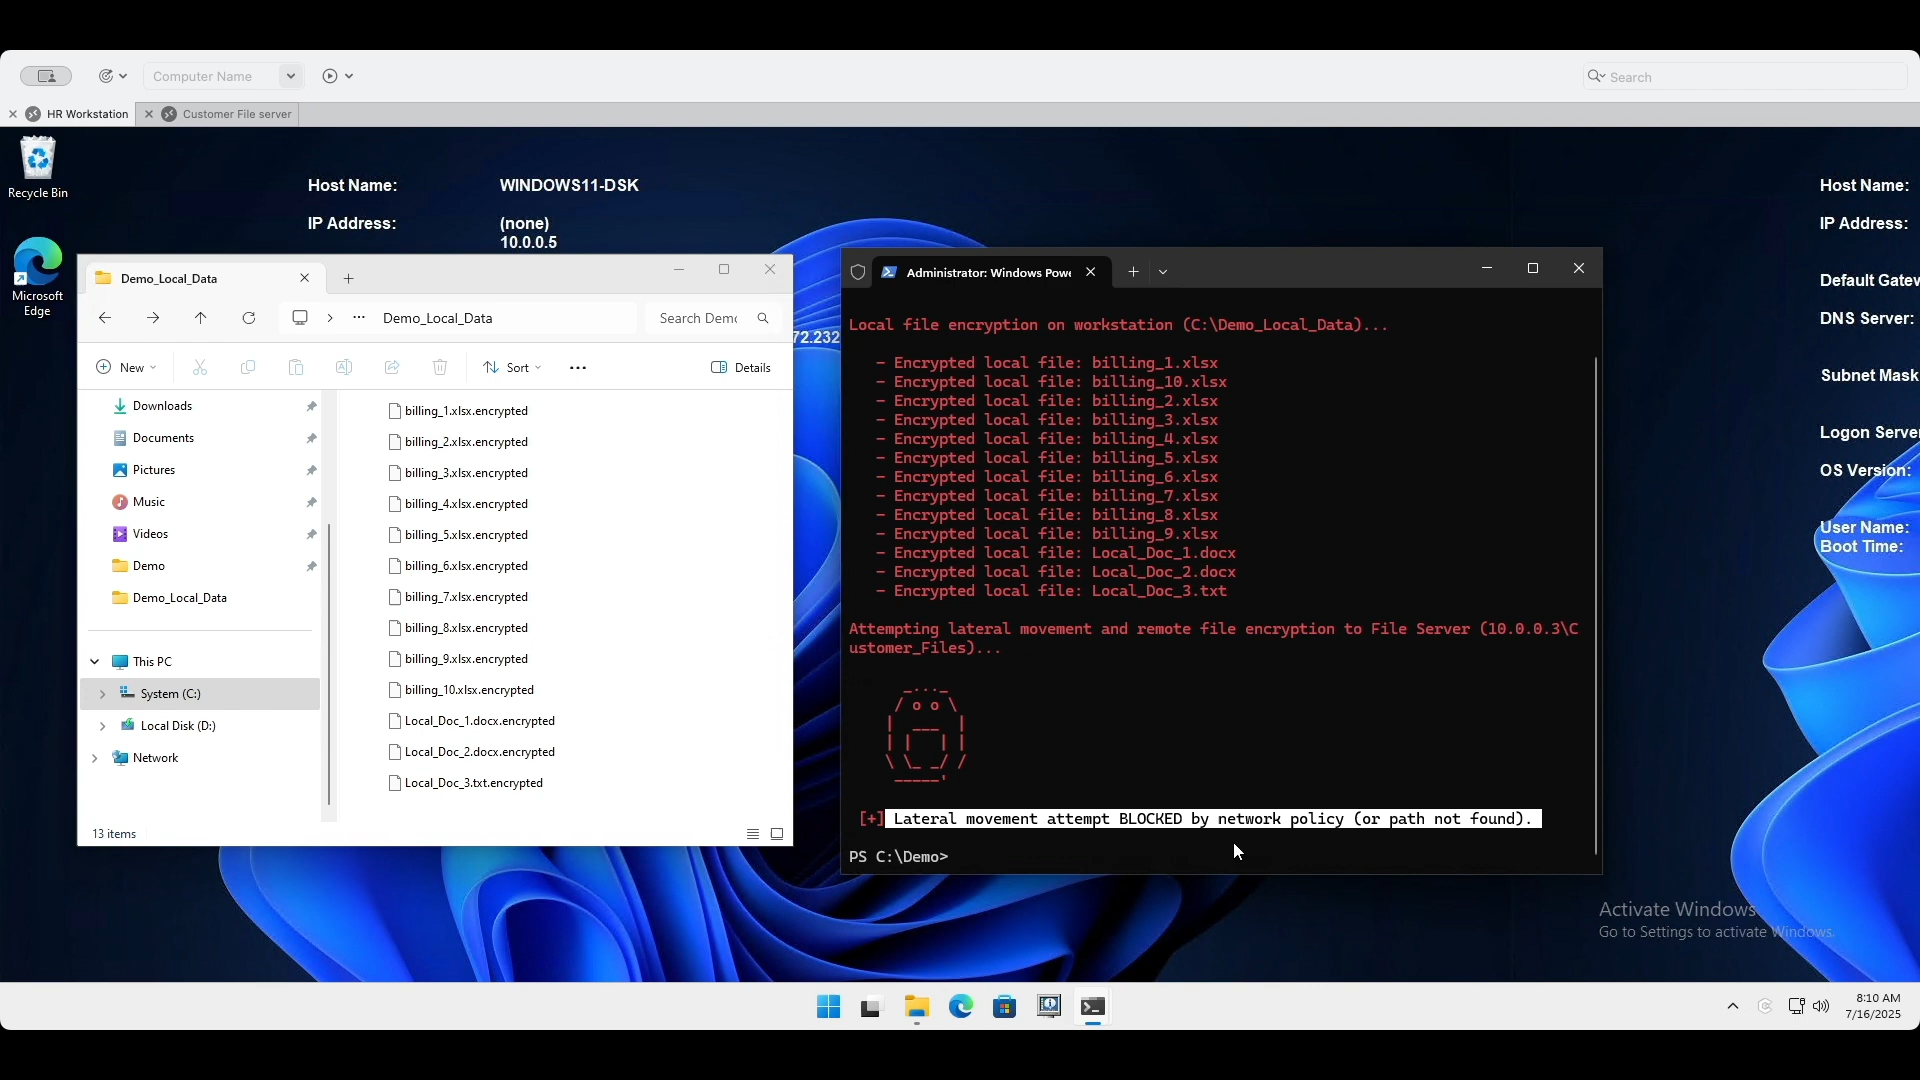 Computer Name
Search
HR Workstation
Customer File server
Recycle Bin
Microsoft
Edge
Host Name: WINDOWS11-DSK
IP Address: (none)
10.0.0.5
72.232
Host Name:
IP Address:
Default Gatew
DNS Server:
Subnet Mask
Logon Serve
OS Version:
User Name:
Boot Time:
Demo_Local_Data
Demo_Local_Data
Search Demo
New
Sort
Details
Downloads
Documents
Pictures
Music
Videos
Demo
Demo_Local_Data
This PC
System (C:)
Local Disk (D:)
Network
billing_1.xlsx.encrypted
billing_2.xlsx.encrypted
billing_3.xlsx.encrypted
billing_4.xlsx.encrypted
billing_5.xlsx.encrypted
billing_6.xlsx.encrypted
billing_7.xlsx.encrypted
billing_8.xlsx.encrypted
billing_9.xlsx.encrypted
billing_10.xlsx.encrypted
Local_Doc_1.docx.encrypted
Local_Doc_2.docx.encrypted
Local_Doc_3.txt.encrypted
13 items
Administrator: Windows Powe
Local file encryption on workstation (C:\Demo_Local_Data)...
- Encrypted local file: billing_1.xlsx
- Encrypted local file: billing_10.xlsx
- Encrypted local file: billing_2.xlsx
- Encrypted local file: billing_3.xlsx
- Encrypted local file: billing_4.xlsx
- Encrypted local file: billing_5.xlsx
- Encrypted local file: billing_6.xlsx
- Encrypted local file: billing_7.xlsx
- Encrypted local file: billing_8.xlsx
- Encrypted local file: billing_9.xlsx
- Encrypted local file: Local_Doc_1.docx
- Encrypted local file: Local_Doc_2.docx
- Encrypted local file: Local_Doc_3.txt
Attempting lateral movement and remote file encryption to File Server (10.0.0.3\C
ustomer_Files)...
[+] Lateral movement attempt BLOCKED by network policy (or path not found).
PS C:\Demo>
Activate Windows
Go to Settings to activate Windows.
8:10 AM
7/16/2025